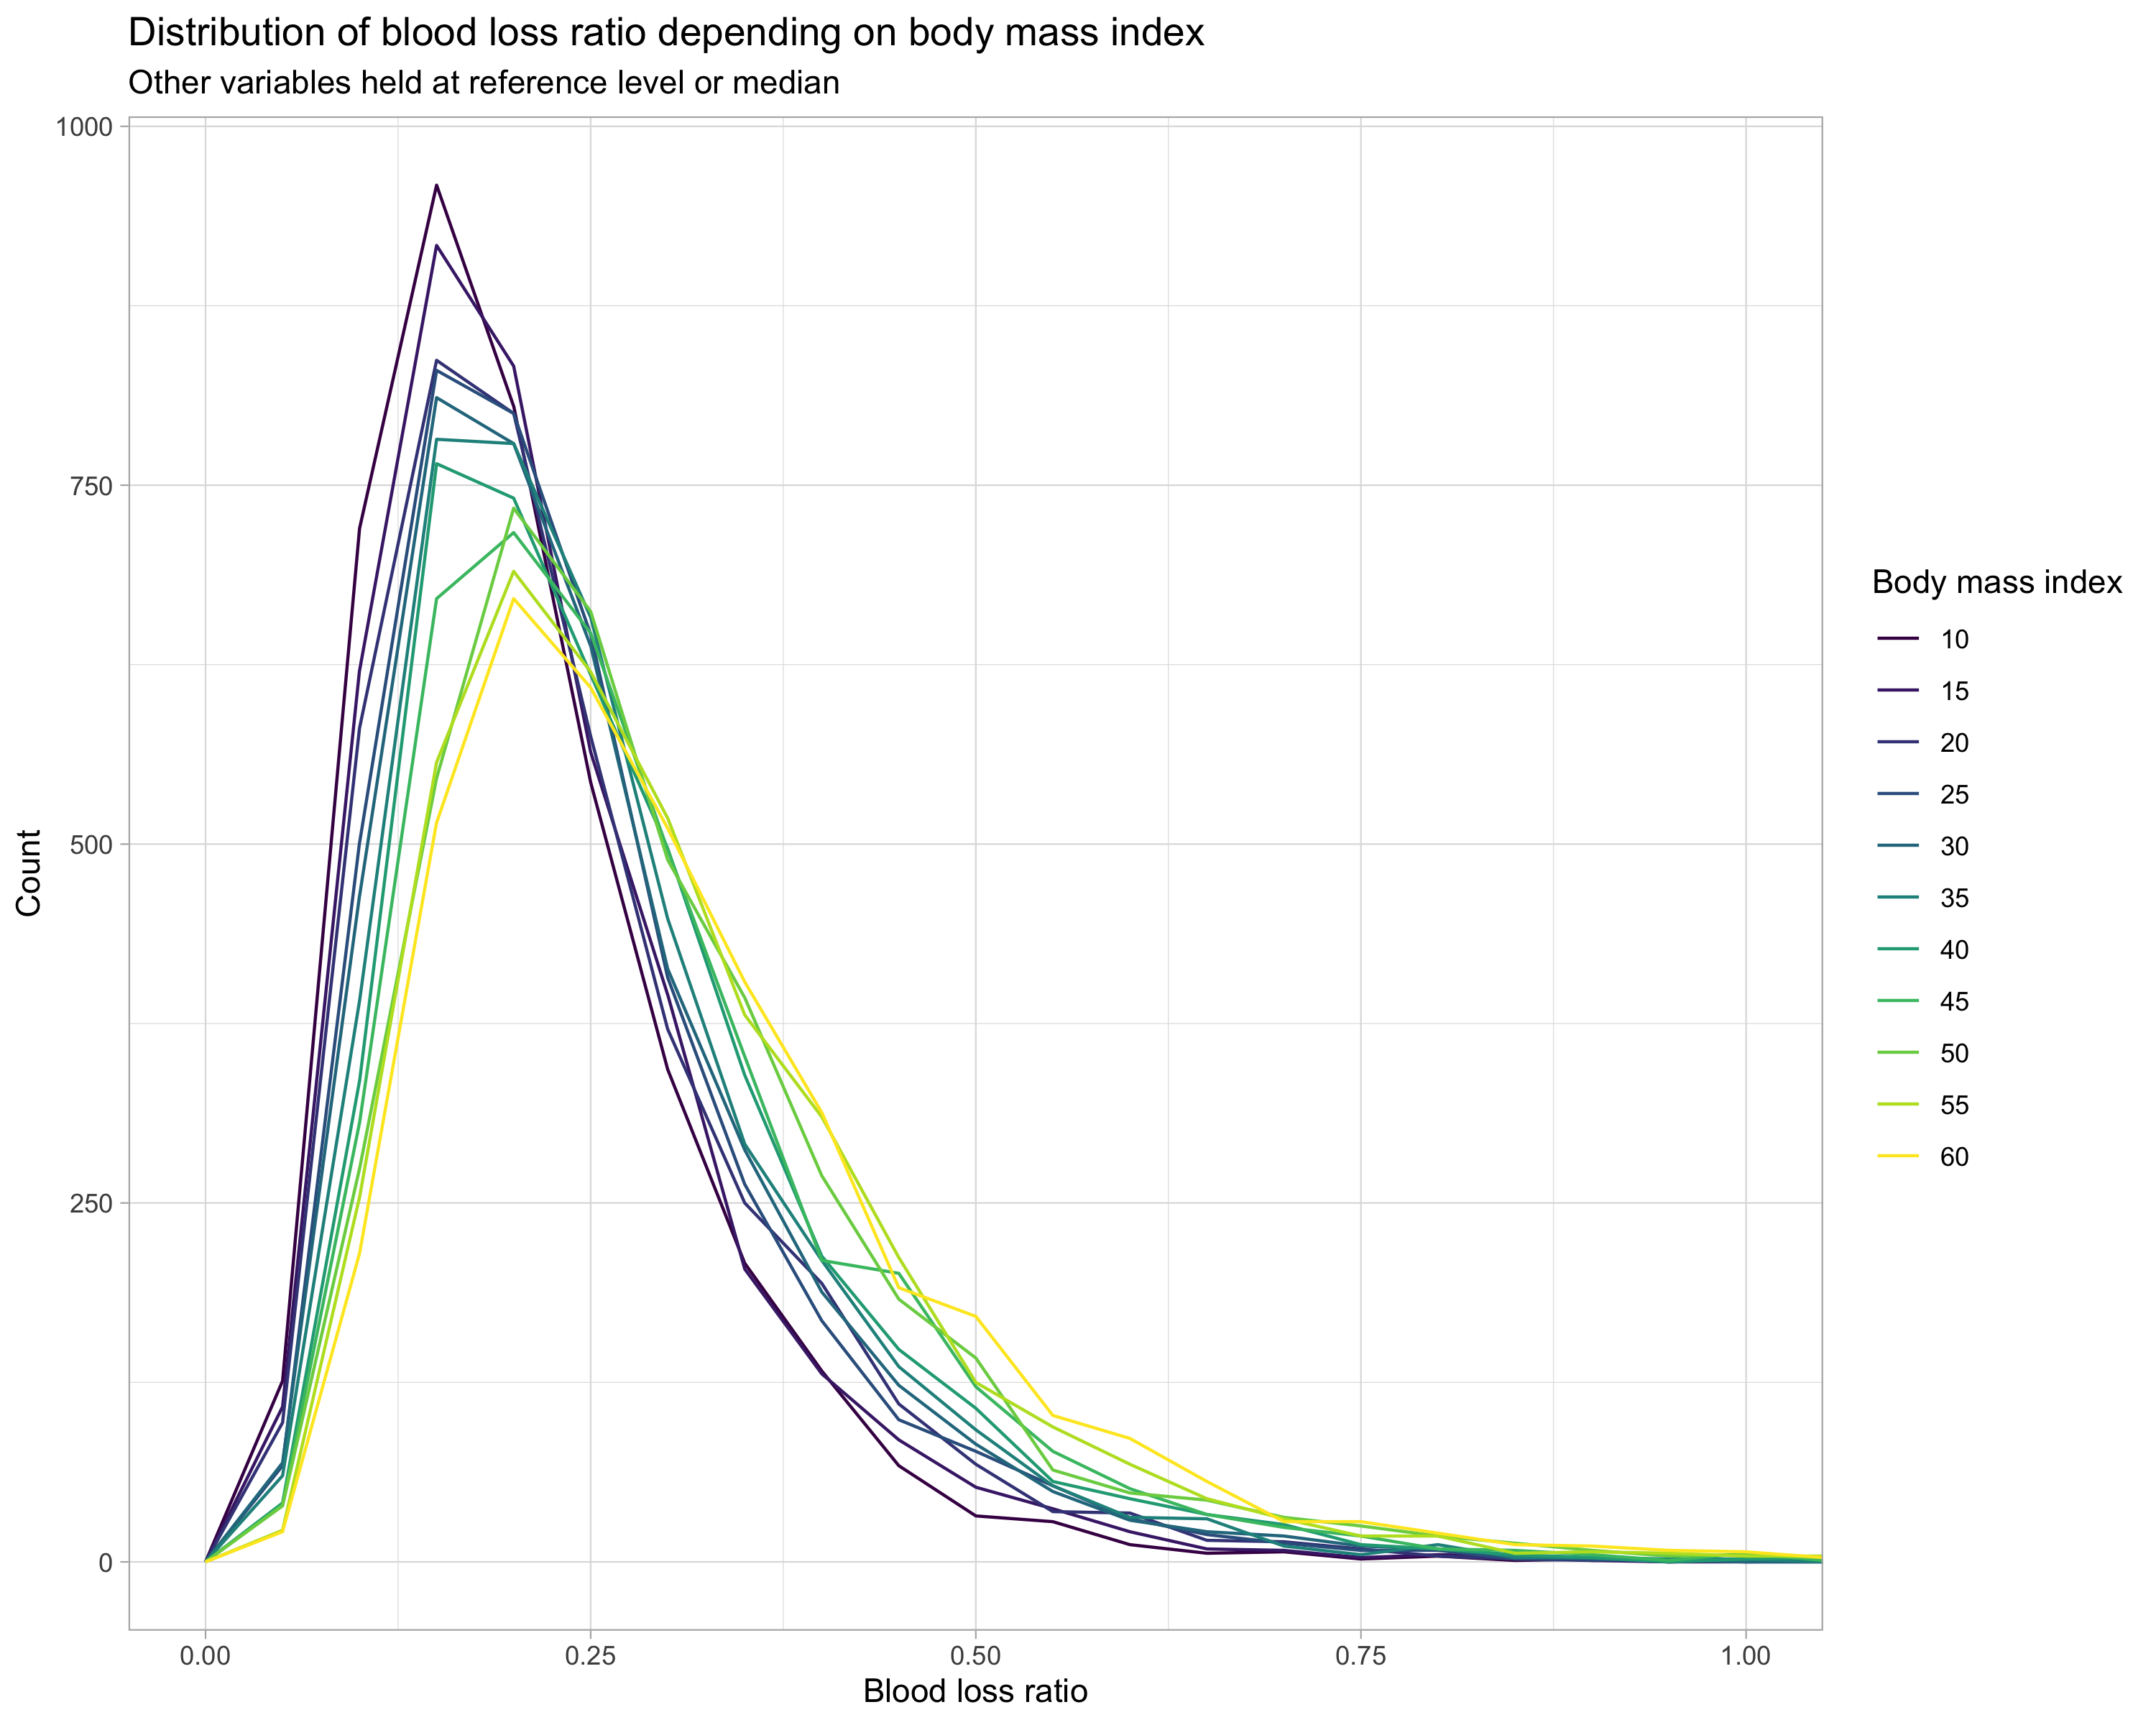 Distribution of blood loss ratio depending on body mass index
Other variables held at reference level or median
1000
750
500
250
0
Count
0.00 0.25 0.50 0.75 1.00
Blood loss ratio
Body mass index
10
15
20
25
30
35
40
45
50
55
60